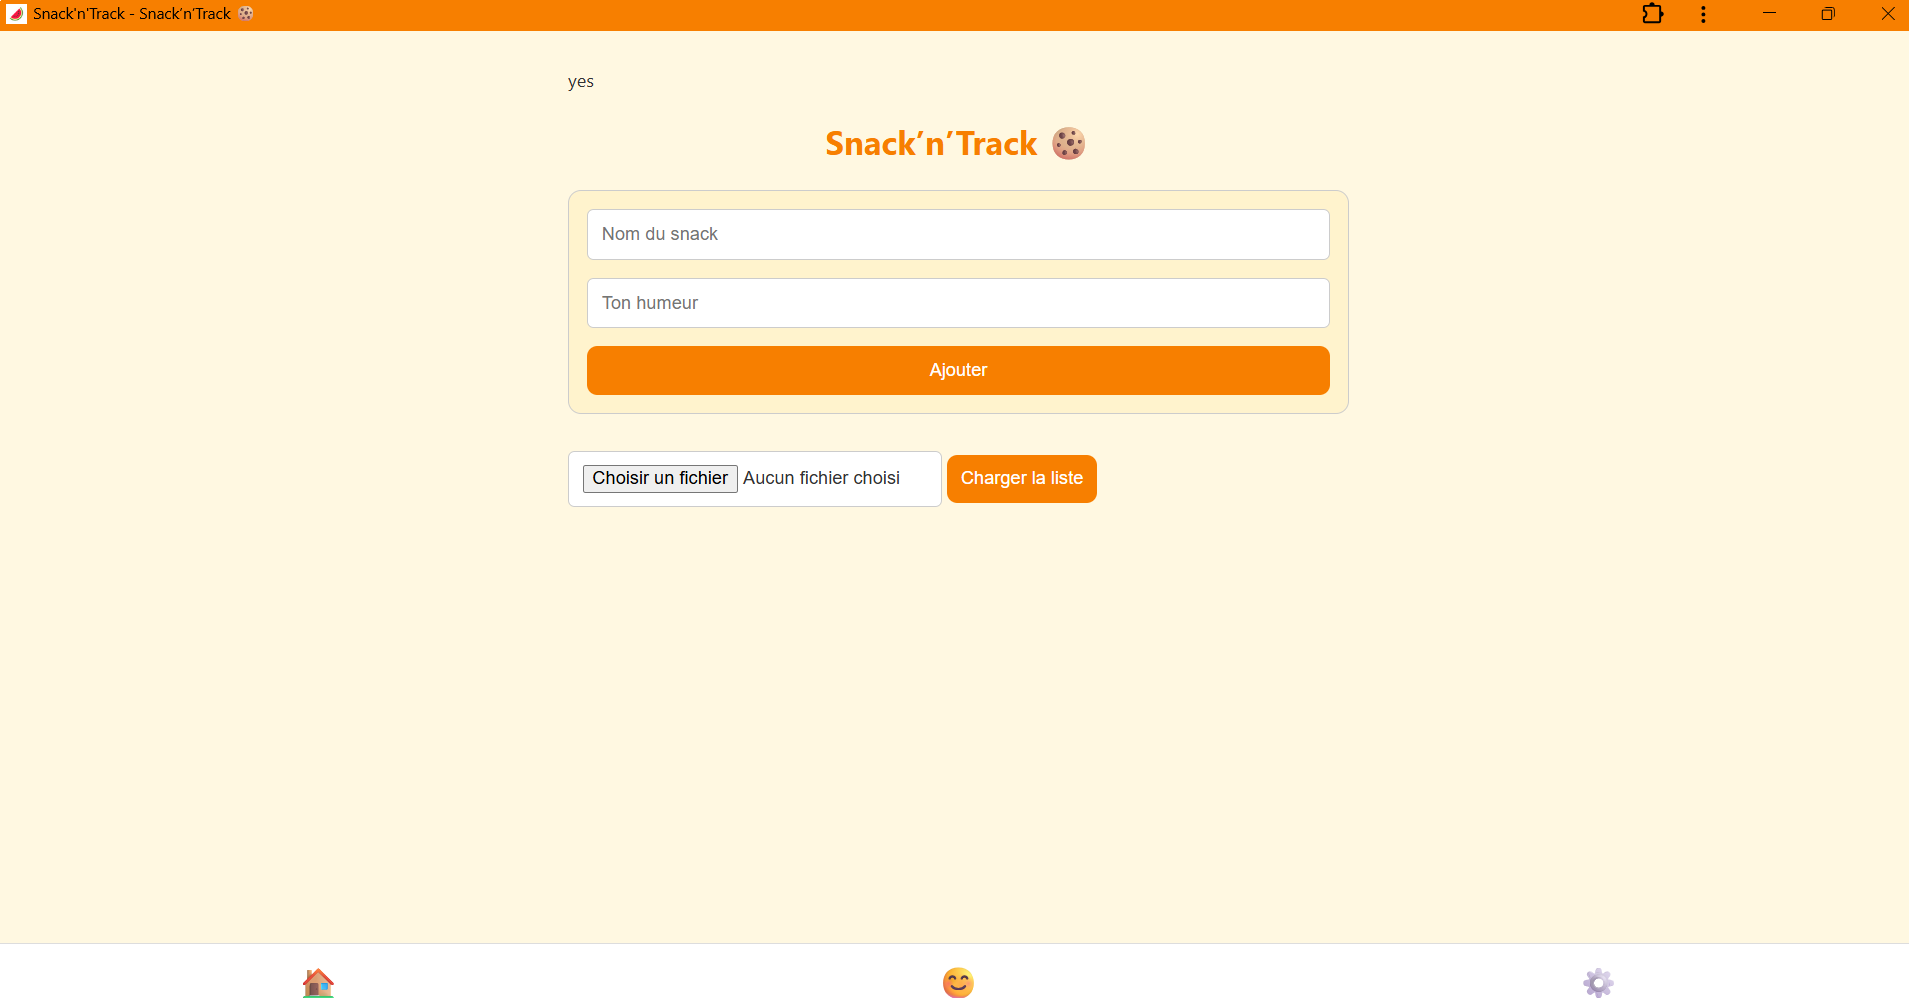 Snack'n'Track - Snack’n’Track 🍪
yes
Snack’n’Track 🍪
Nom du snack
Ton humeur
Ajouter
Choisir un fichier Aucun fichier choisi Charger la liste